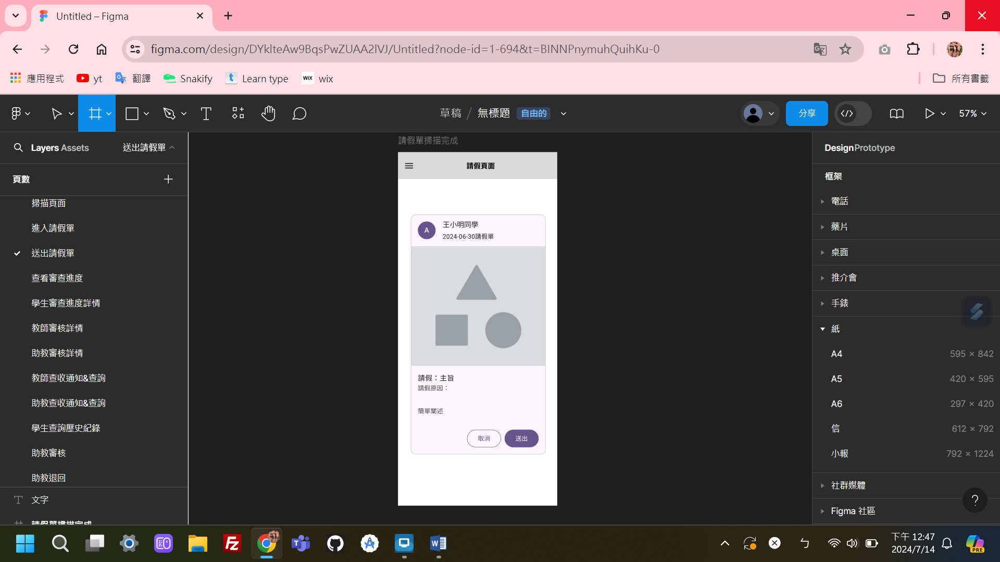 Untitled – Figma
figma.com/design/DYklteAw9BqsPwZUAA2lVJ/Untitled?node-id=1-694&t=BINNPnymuhQuihKu-0
應用程式
yt
翻譯
Snakify
Learn type
WIX
wix
所有書籤
草稿 / 無標題
自由的
分享
57%
Layers
Assets
送出請假單
頁數
掃描頁面
進入請假單
送出請假單
查看審查進度
學生審查進度詳情
教師審核詳情
助教審核詳情
教師查收通知&查詢
助教查收通知&查詢
學生查詢歷史紀錄
助教審核
助教退回
文字
請假單掃描完成
請假單掃描完成
請假頁面
A
王小明同學
2024-06-30請假單
請假：主旨
請假原因：
簡單闡述
取消
送出
Design
Prototype
框架
電話
藥片
桌面
推介會
手錶
紙
A4
595 × 842
A5
420 × 595
A6
297 × 420
信
612 × 792
小報
792 × 1224
社群媒體
Figma 社區
?
ㄅ
下午 12:47
2024/7/14
PRE